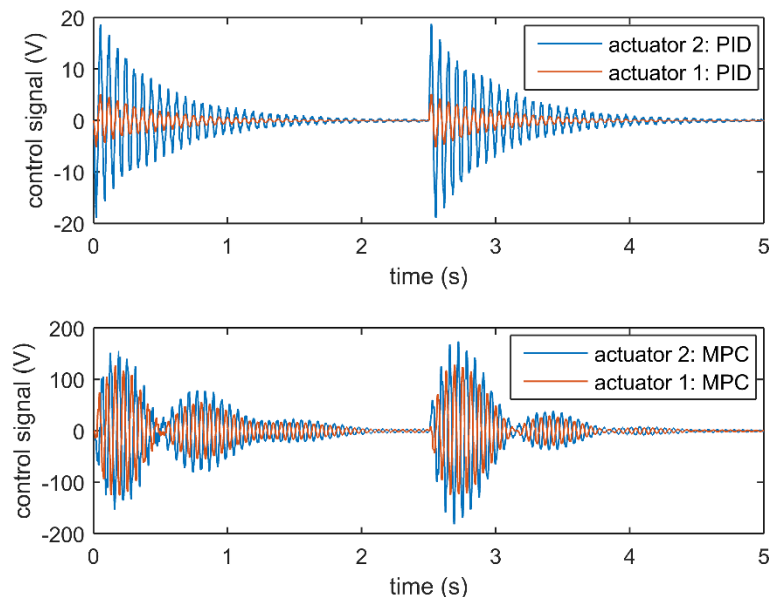 20
10
0
-10
-20
control signal (V)
actuator 2: PID
actuator 1: PID
0 1 2 3 4 5
time (s)
200
100
0
-100
-200
control signal (V)
actuator 2: MPC
actuator 1: MPC
0 1 2 3 4 5
time (s)